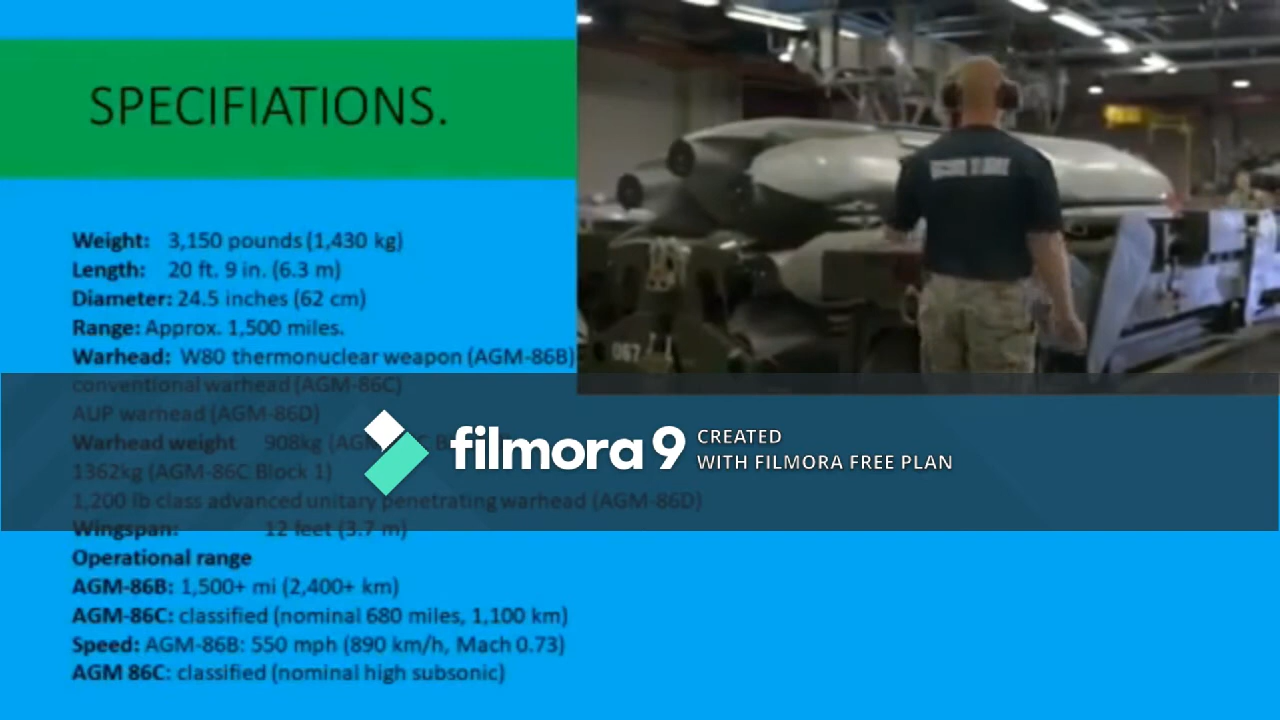 SPECIFIATIONS.
Weight: 3,150 pounds (1,430 kg)
Length: 20 ft. 9 in. (6.3 m)
Diameter: 24.5 inches (62 cm)
Range: Approx. 1,500 miles.
Warhead: W80 thermonuclear weapon (AGM-86B)
conventional warhead (AGM-86C)
AUP warhead (AGM-86D)
Warhead weight 908kg (AGM
1362kg (AGM-86C Block 1)
1,200 lb class advanced unitary penetrating warhead (AGM-86D)
Wingspan: 12 feet (3.7 m)
Operational range
AGM-86B: 1,500+ mi (2,400+ km)
AGM-86C: classified (nominal 680 miles, 1,100 km)
Speed: AGM-86B: 550 mph (890 km/h, Mach 0.73)
AGM 86C: classified (nominal high subsonic)
067
filmora 9
CREATED
WITH FILMORA FREE PLAN